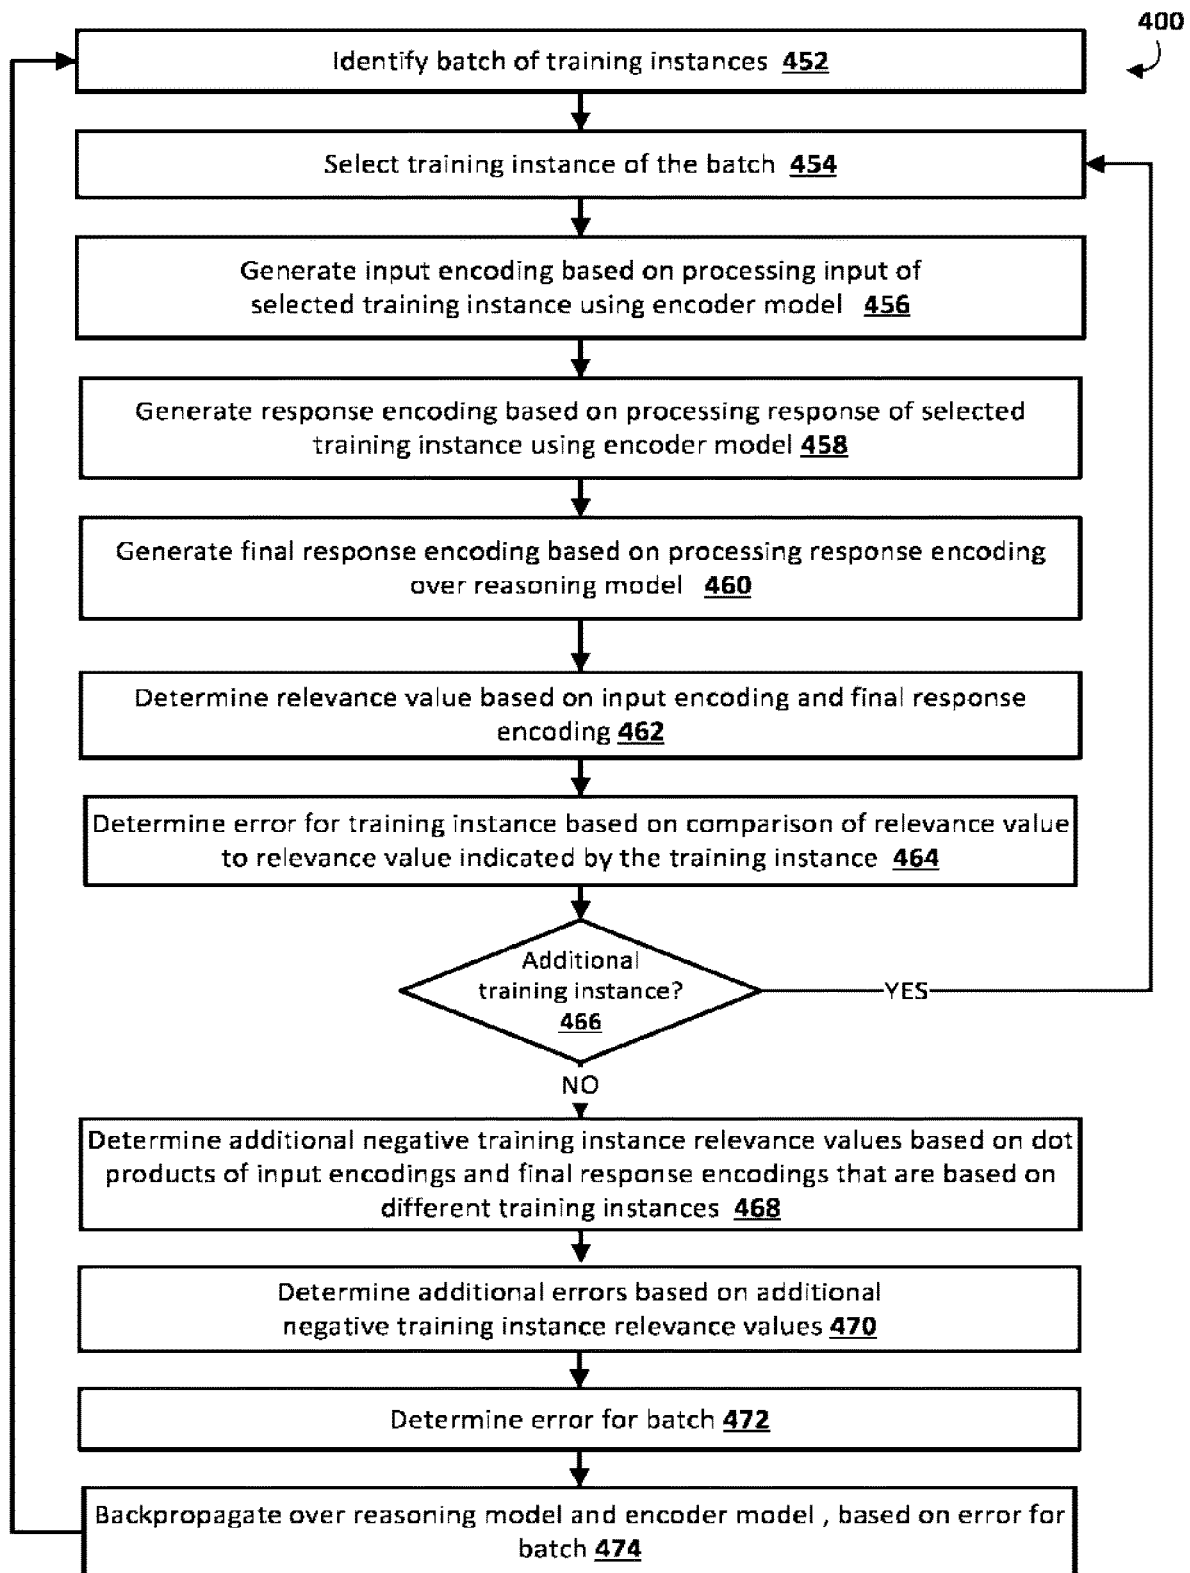 400
Identify batch of training instances 452
Select training instance of the batch 454
Generate input encoding based on processing input of
selected training instance using encoder model 456
Generate response encoding based on processing response of selected
training instance using encoder model 458
Generate final response encoding based on processing response encoding
over reasoning model 460
Determine relevance value based on input encoding and final response
encoding 462
Determine error for training instance based on comparison of relevance value
to relevance value indicated by the training instance 464
Additional
training instance?
466
YES
NO
Determine additional negative training instance relevance values based on dot
products of input encodings and final response encodings that are based on
different training instances 468
Determine additional errors based on additional
negative training instance relevance values 470
Determine error for batch 472
Backpropagate over reasoning model and encoder model , based on error for
batch 474